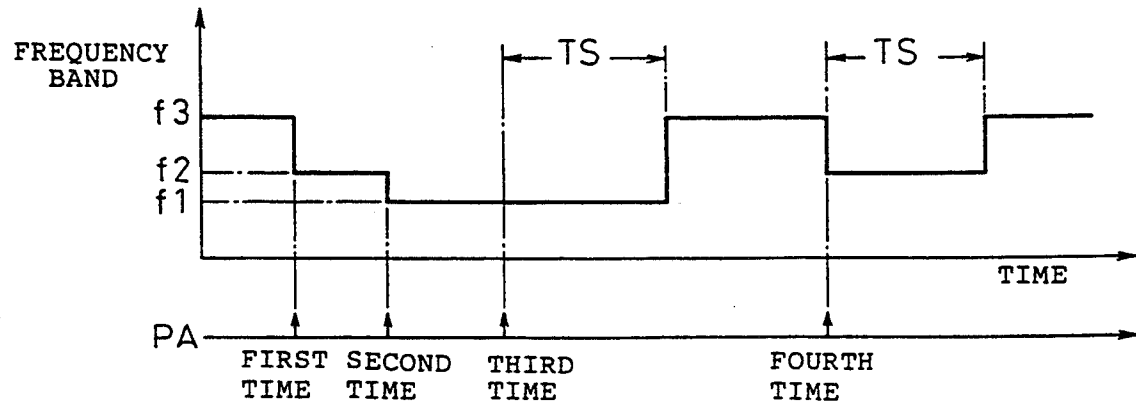 FREQUENCY
BAND
TS
TS
f3
f2
f1
TIME
PA
FIRST
TIME
SECOND
TIME
THIRD
TIME
FOURTH
TIME